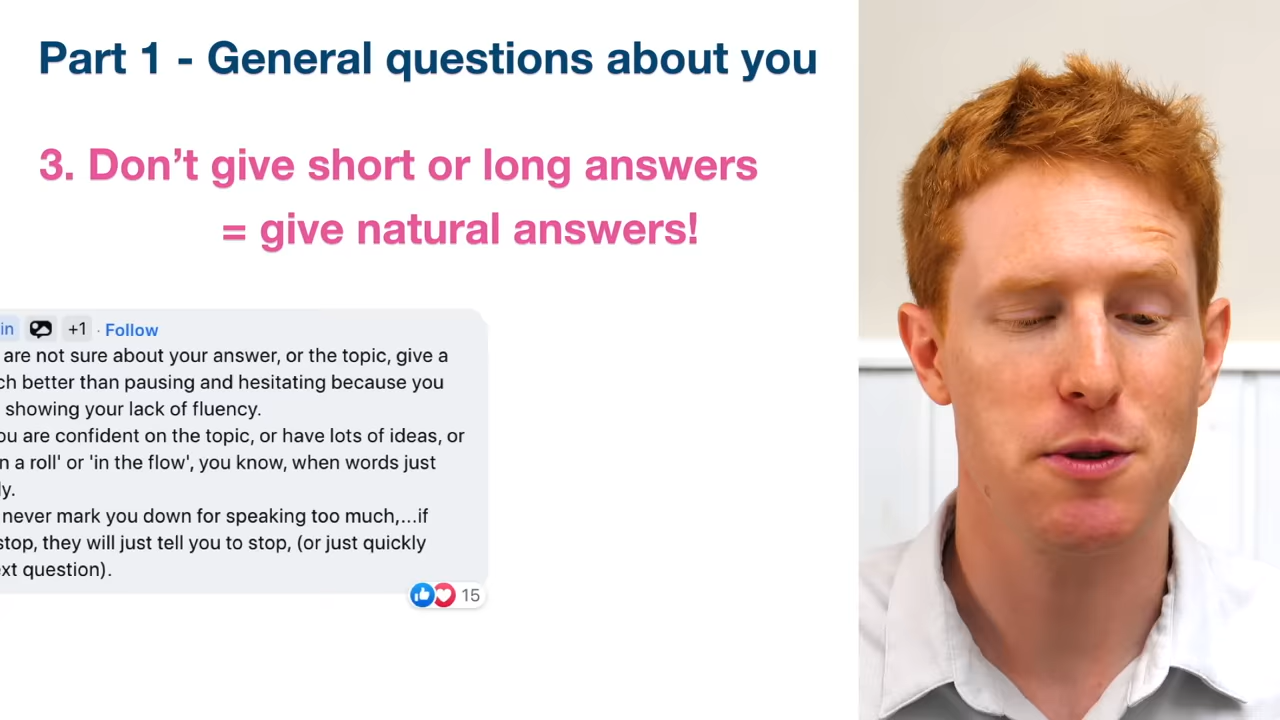 Part 1 - General questions about you
3. Don’t give short or long answers
= give natural answers!
in +1 · Follow
are not sure about your answer, or the topic, give a
ch better than pausing and hesitating because you
showing your lack of fluency.
ou are confident on the topic, or have lots of ideas, or
n a roll' or 'in the flow', you know, when words just
ly.
never mark you down for speaking too much,...if
stop, they will just tell you to stop, (or just quickly
ext question).
15